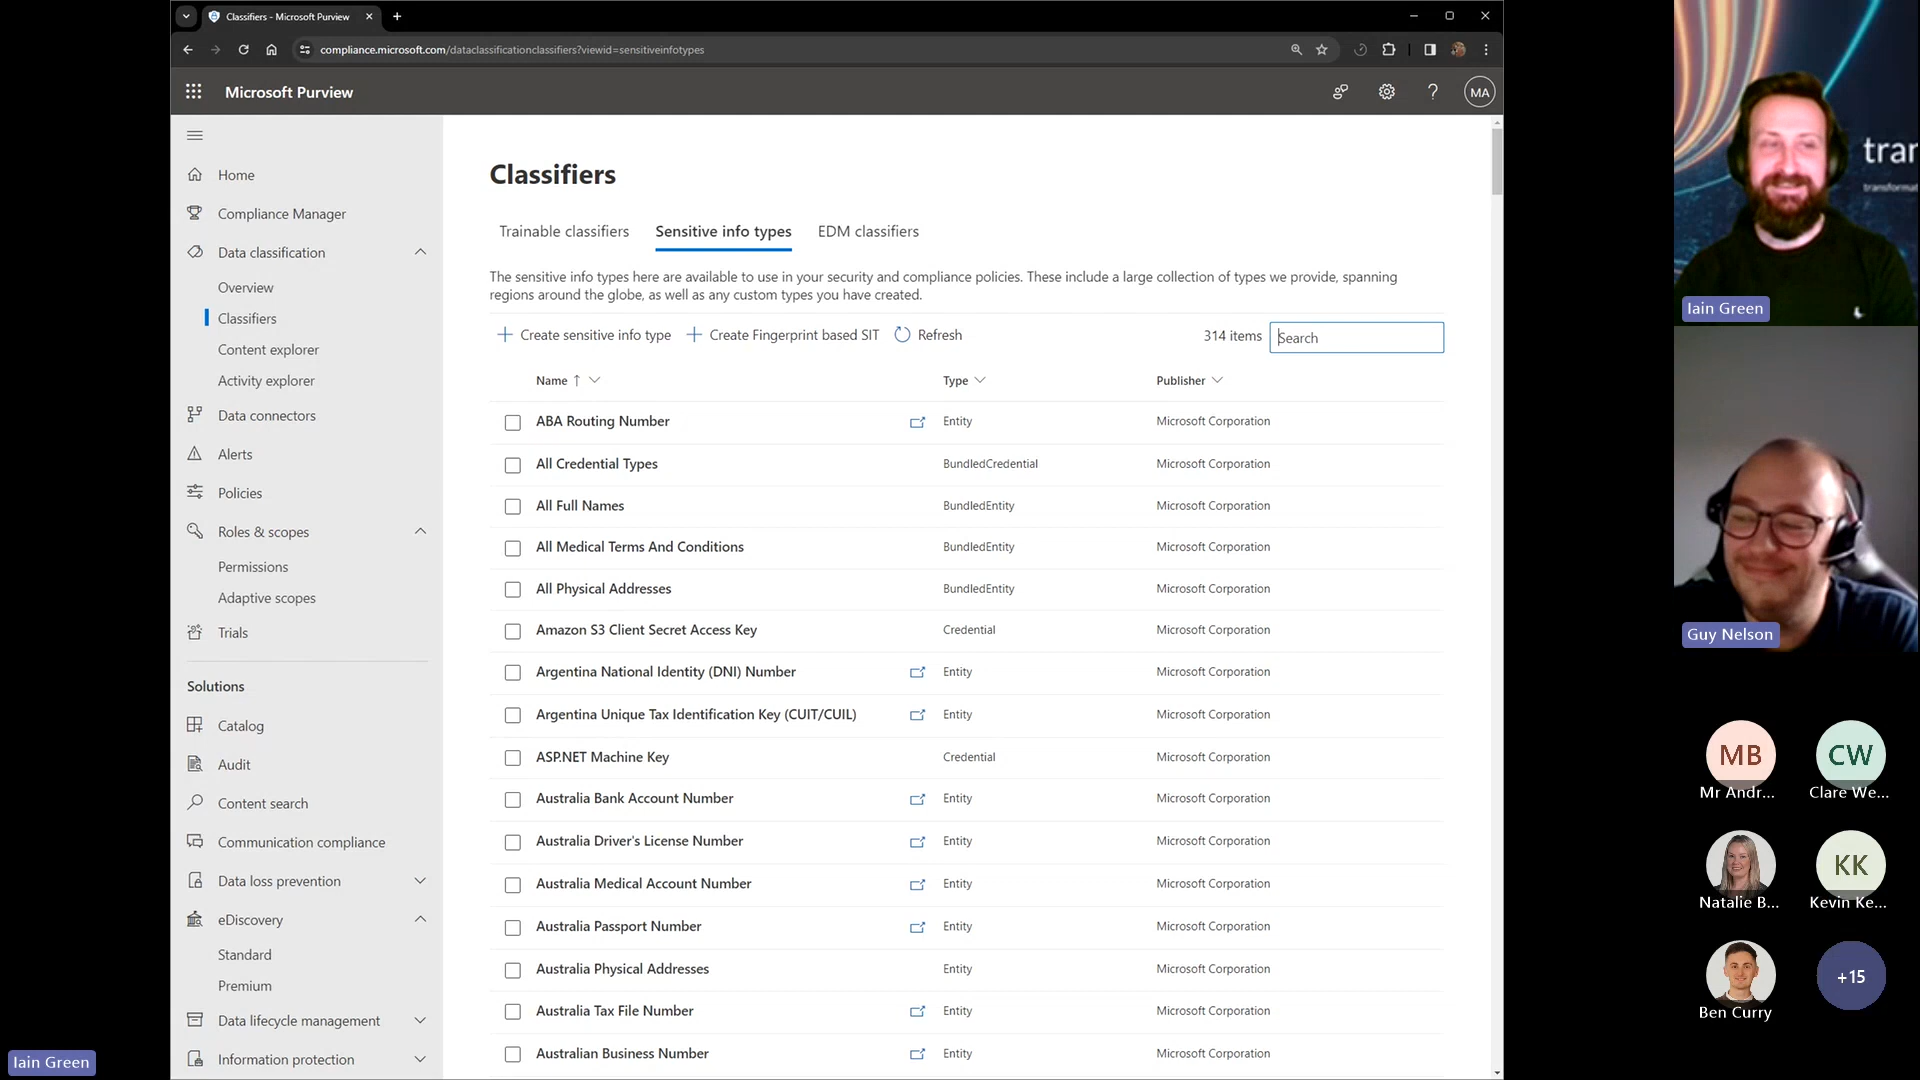 Classifiers - Microsoft Purview
compliance.microsoft.com/dataclassificationclassifiers?viewid=sensitiveinfotypes
Microsoft Purview
MA
Home
Compliance Manager
Data classification
Overview
Classifiers
Content explorer
Activity explorer
Data connectors
Alerts
Policies
Roles & scopes
Permissions
Adaptive scopes
Trials
Solutions
Catalog
Audit
Content search
Communication compliance
Data loss prevention
eDiscovery
Standard
Premium
Data lifecycle management
Information protection
Classifiers
Trainable classifiers Sensitive info types EDM classifiers
The sensitive info types here are available to use in your security and compliance policies. These include a large collection of types we provide, spanning
regions around the globe, as well as any custom types you have created.
Create sensitive info type Create Fingerprint based SIT Refresh 314 items Search
Name Type Publisher
ABA Routing Number Entity Microsoft Corporation
All Credential Types BundledCredential Microsoft Corporation
All Full Names BundledEntity Microsoft Corporation
All Medical Terms And Conditions BundledEntity Microsoft Corporation
All Physical Addresses BundledEntity Microsoft Corporation
Amazon S3 Client Secret Access Key Credential Microsoft Corporation
Argentina National Identity (DNI) Number Entity Microsoft Corporation
Argentina Unique Tax Identification Key (CUIT/CUIL) Entity Microsoft Corporation
ASP.NET Machine Key Credential Microsoft Corporation
Australia Bank Account Number Entity Microsoft Corporation
Australia Driver's License Number Entity Microsoft Corporation
Australia Medical Account Number Entity Microsoft Corporation
Australia Passport Number Entity Microsoft Corporation
Australia Physical Addresses Entity Microsoft Corporation
Australia Tax File Number Entity Microsoft Corporation
Australian Business Number Entity Microsoft Corporation
tran
transformat
Iain Green
Guy Nelson
MB CW
Mr Andr... Clare We...
KK
Natalie B... Kevin Ke...
+15
Ben Curry
Iain Green